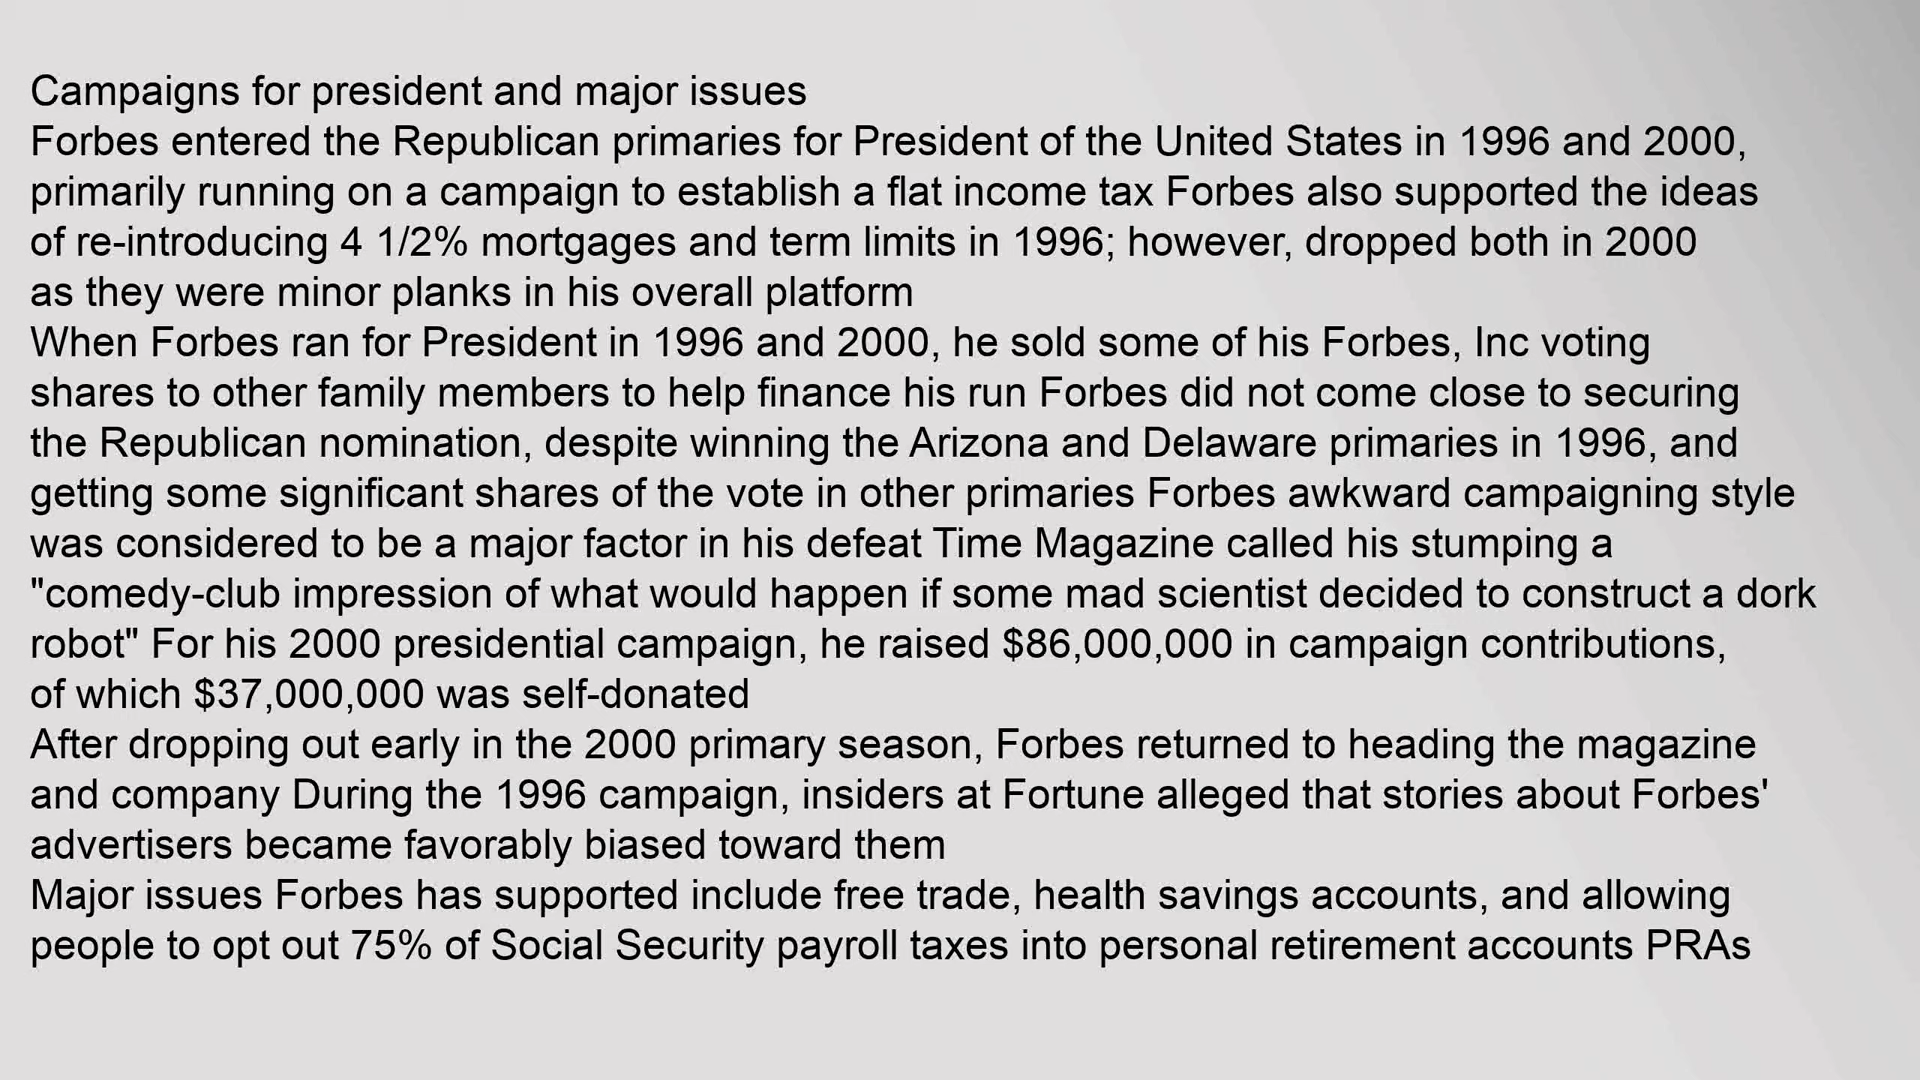 Campaigns for president and major issues
Forbes entered the Republican primaries for President of the United States in 1996 and 2000,
primarily running on a campaign to establish a flat income tax Forbes also supported the ideas
of re-introducing 4 1/2% mortgages and term limits in 1996; however, dropped both in 2000
as they were minor planks in his overall platform
When Forbes ran for President in 1996 and 2000, he sold some of his Forbes, Inc voting
shares to other family members to help finance his run Forbes did not come close to securing
the Republican nomination, despite winning the Arizona and Delaware primaries in 1996, and
getting some significant shares of the vote in other primaries Forbes awkward campaigning style
was considered to be a major factor in his defeat Time Magazine called his stumping a
"comedy-club impression of what would happen if some mad scientist decided to construct a dork
robot" For his 2000 presidential campaign, he raised $86,000,000 in campaign contributions,
of which $37,000,000 was self-donated
After dropping out early in the 2000 primary season, Forbes returned to heading the magazine
and company During the 1996 campaign, insiders at Fortune alleged that stories about Forbes'
advertisers became favorably biased toward them
Major issues Forbes has supported include free trade, health savings accounts, and allowing
people to opt out 75% of Social Security payroll taxes into personal retirement accounts PRAs